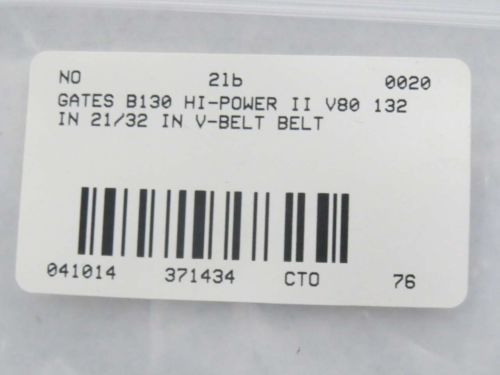 NO 2lb 0020
GATES B130 HI-POWER II V80 132
IN 21/32 IN V-BELT BELT
041014 371434 CTO 76